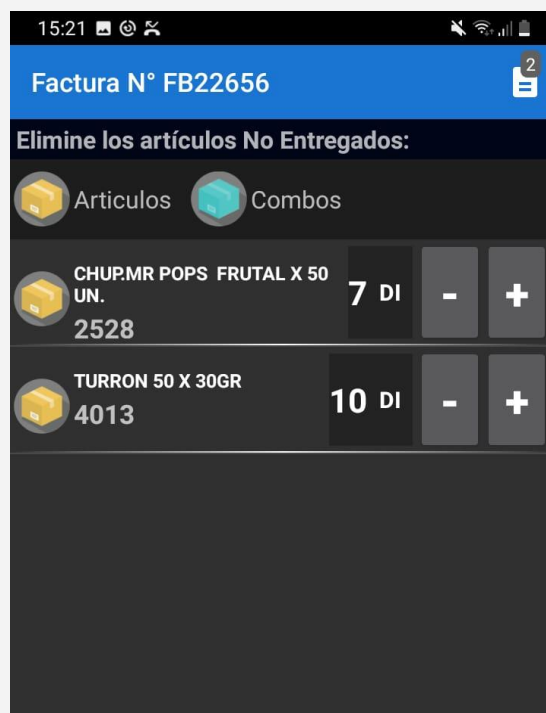 15:21
Factura N° FB22656
2
Elimine los artículos No Entregados:
Articulos Combos
CHUP.MR POPS FRUTAL X 50
UN.
2528
7 DI - +
TURRON 50 X 30GR
4013
10 DI - +